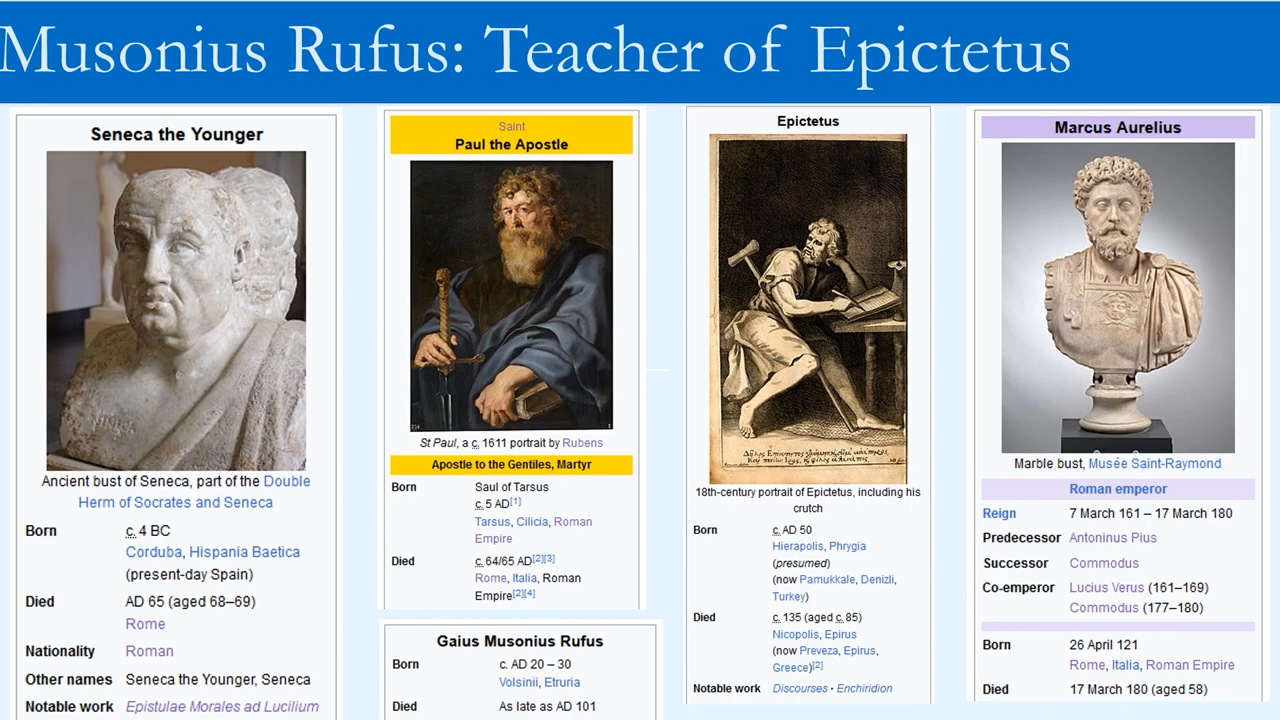 Musonius Rufus: Teacher of Epictetus
Seneca the Younger
Ancient bust of Seneca, part of the Double
Herm of Socrates and Seneca
Born c. 4 BC
Corduba, Hispania Baetica
(present-day Spain)
Died AD 65 (aged 68–69)
Rome
Nationality Roman
Other names Seneca the Younger, Seneca
Notable work Epistulae Morales ad Lucilium
Saint
Paul the Apostle
St Paul, a c. 1611 portrait by Rubens
Apostle to the Gentiles, Martyr
Born Saul of Tarsus
c. 5 AD[1]
Tarsus, Cilicia, Roman
Empire
Died c. 64/65 AD[2][3]
Rome, Italia, Roman
Empire[2][4]
Gaius Musonius Rufus
Born c. AD 20 – 30
Volsinii, Etruria
Died As late as AD 101
Epictetus
18th-century portrait of Epictetus, including his
crutch
Born c. AD 50
Hierapolis, Phrygia
(presumed)
(now Pamukkale, Denizli,
Turkey)
Died c. 135 (aged c. 85)
Nicopolis, Epirus
(now Preveza, Epirus,
Greece)[2]
Notable work Discourses · Enchiridion
Marcus Aurelius
Marble bust, Musée Saint-Raymond
Roman emperor
Reign 7 March 161 – 17 March 180
Predecessor Antoninus Pius
Successor Commodus
Co-emperor Lucius Verus (161–169)
Commodus (177–180)
Born 26 April 121
Rome, Italia, Roman Empire
Died 17 March 180 (aged 58)